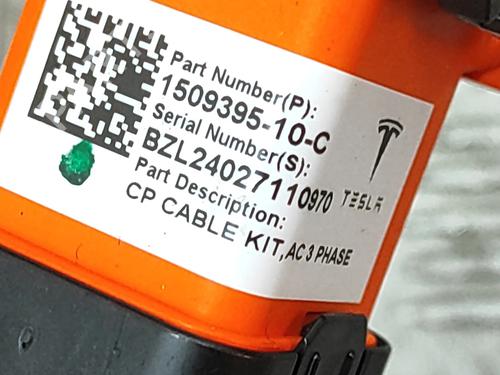 Part Number(P):
1509395-10-C
Serial Number(S):
BZL24027110970
Part Description:
CP CABLE KIT,AC 3 PHASE
TESLA